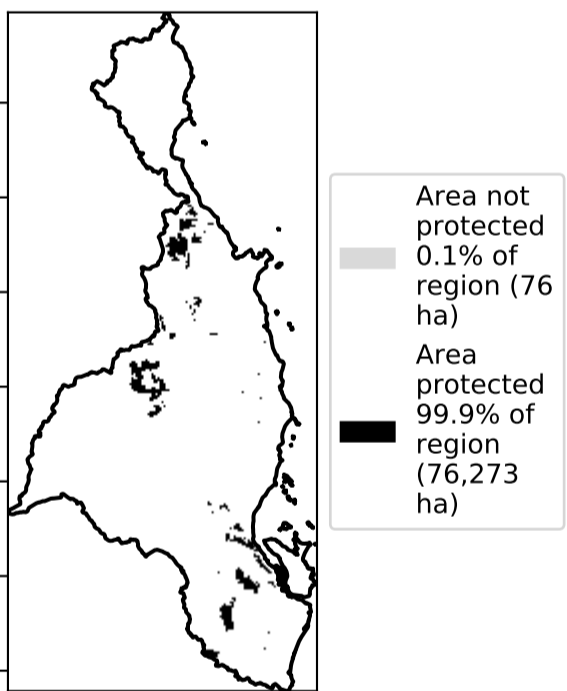 Area not
protected
0.1% of
region (76
ha)
Area
protected
99.9% of
region
(76,273
ha)